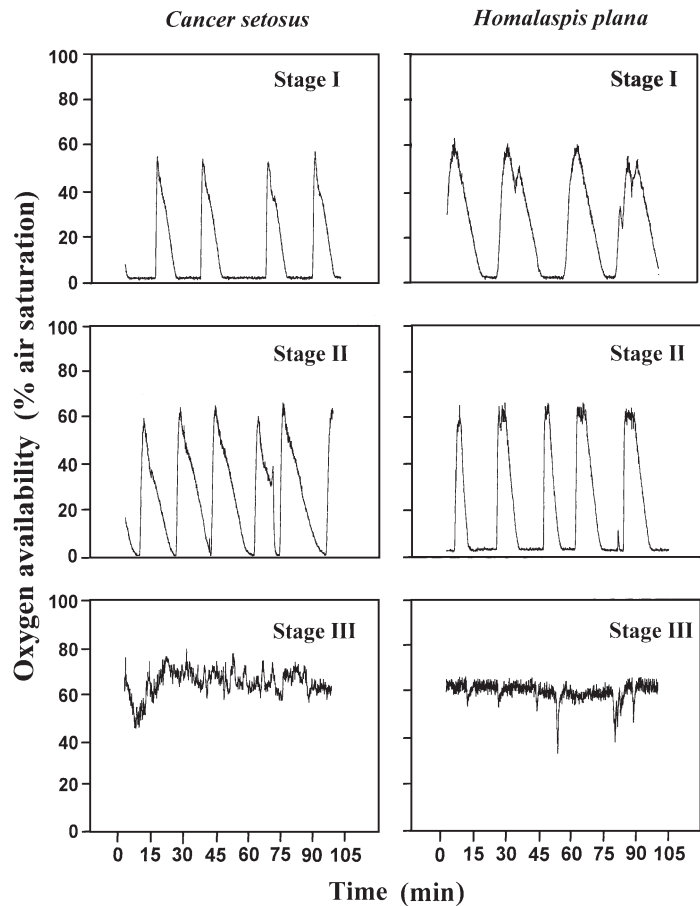 Cancer setosus
Homalaspis plana
Oxygen availability (% air saturation)
100
80
60
40
20
0
Stage I
Stage I
100
80
60
40
20
0
Stage II
Stage II
100
80
60
40
20
0
Stage III
Stage III
0 15 30 45 60 75 90 105
0 15 30 45 60 75 90 105
Time (min)